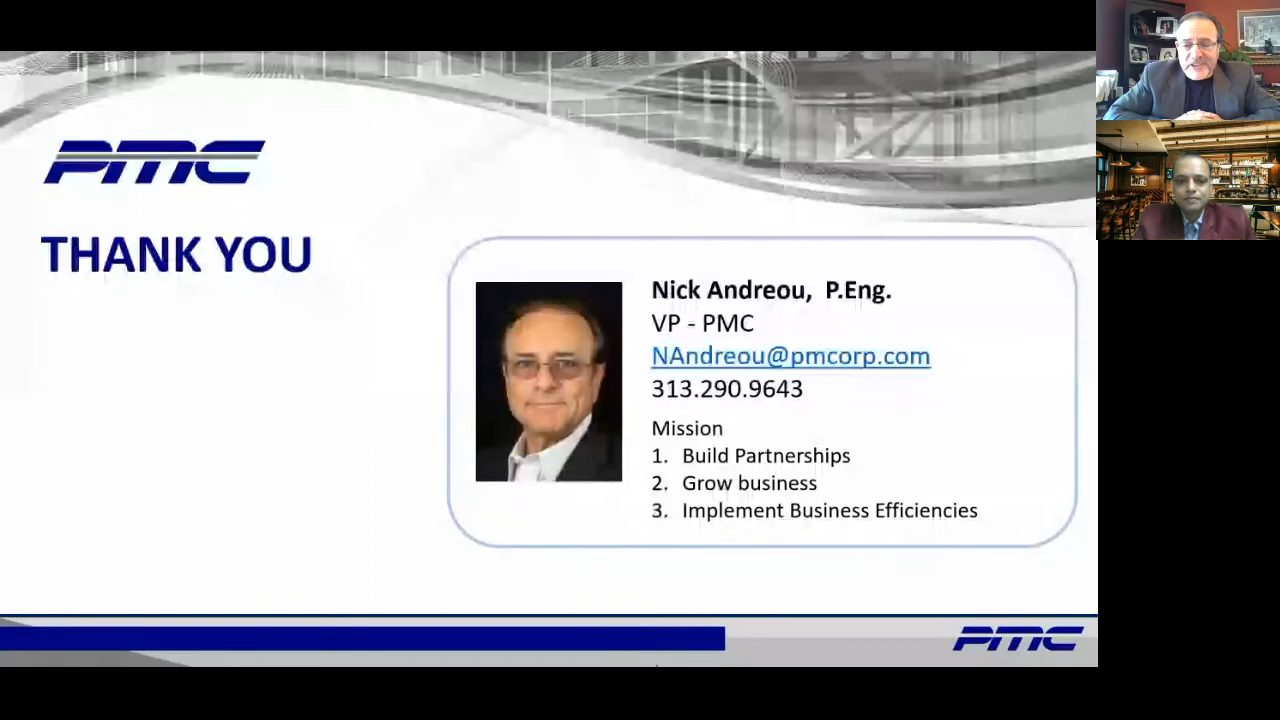 PMC
THANK YOU
Nick Andreou, P.Eng.
VP - PMC
NAndreou@pmcorp.com
313.290.9643
Mission
1. Build Partnerships
2. Grow business
3. Implement Business Efficiencies
PMC